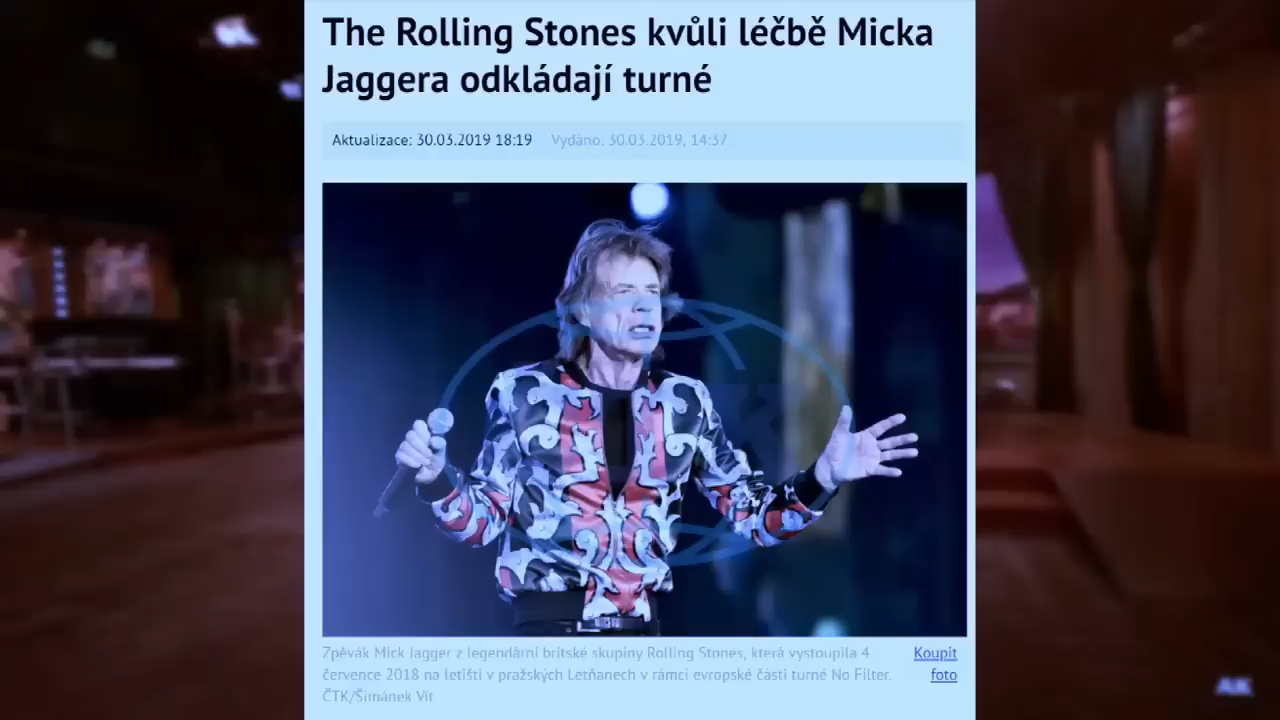 The Rolling Stones kvůli léčbě Micka
Jaggera odkládají turné
Aktualizace: 30.03.2019 18:19 Vydáno: 30.03.2019, 14:37
Zpěvák Mick Jagger z legendární britské skupiny Rolling Stones, která vystoupila 4
července 2018 na letišti v pražských Letňanech v rámci evropské části turné No Filter.
ČTK/Šimánek Vít
Koupit
foto
AK